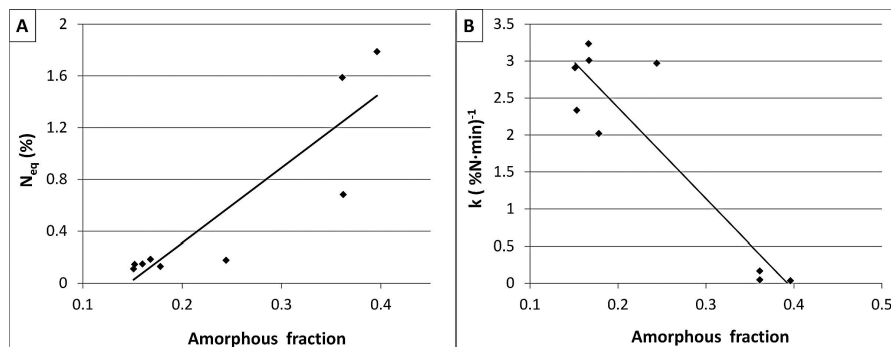 A
2
1.6
1.2
0.8
0.4
0
N_eq (%)
0.1 0.2 0.3 0.4
Amorphous fraction
B
3.5
3
2.5
2
1.5
1
0.5
0
k ( %N·min)^-1
0.1 0.2 0.3 0.4 0.5
Amorphous fraction